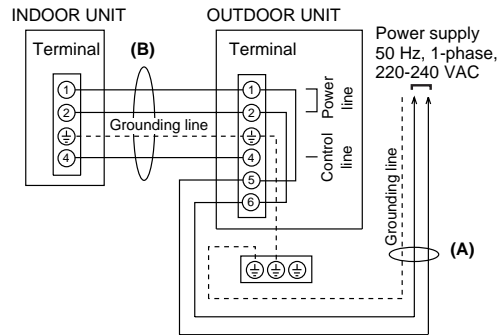 INDOOR UNIT
OUTDOOR UNIT
Power supply
50 Hz, 1-phase,
220-240 VAC
Terminal
(B)
Terminal
1
2
4
Grounding line
1
2
4
5
6
Power
line
Control
line
Grounding line
(A)